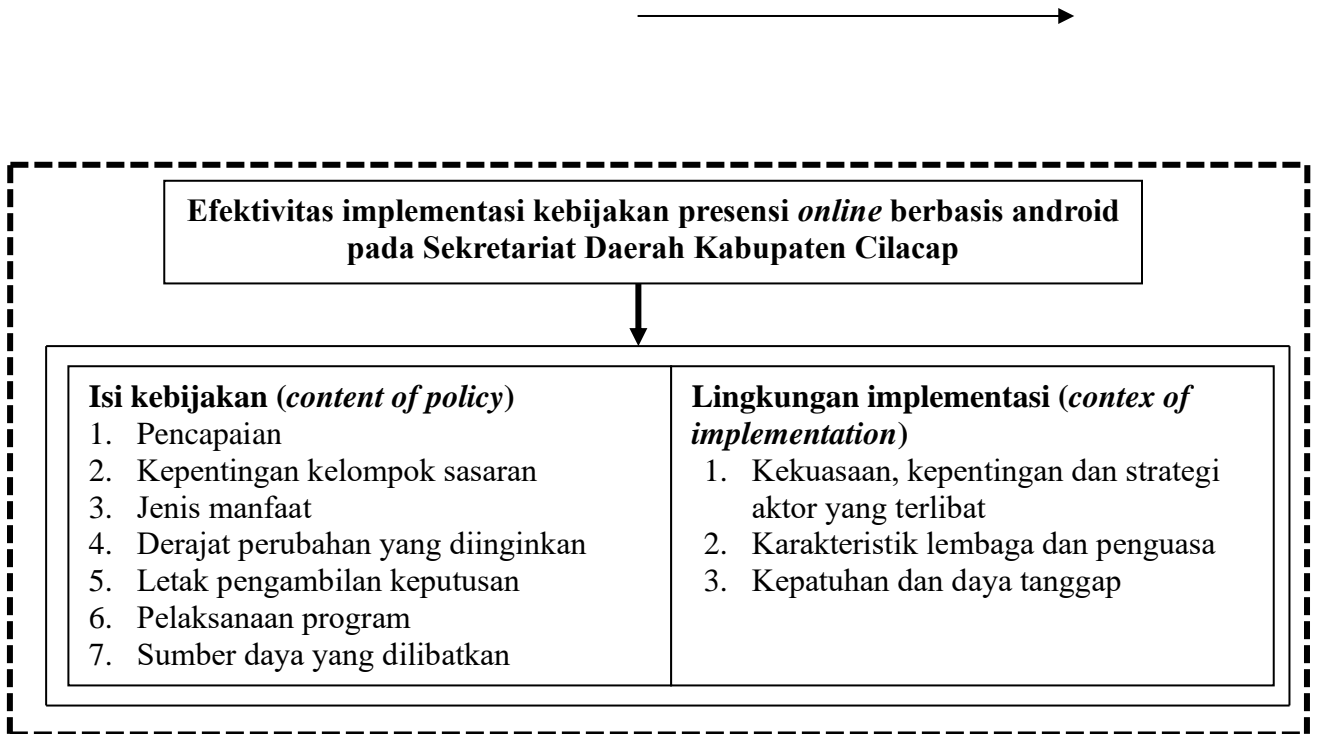 Efektivitas implementasi kebijakan presensi online berbasis android
pada Sekretariat Daerah Kabupaten Cilacap
Isi kebijakan (content of policy)
1. Pencapaian
2. Kepentingan kelompok sasaran
3. Jenis manfaat
4. Derajat perubahan yang diinginkan
5. Letak pengambilan keputusan
6. Pelaksanaan program
7. Sumber daya yang dilibatkan
Lingkungan implementasi (contex of
implementation)
1. Kekuasaan, kepentingan dan strategi
aktor yang terlibat
2. Karakteristik lembaga dan penguasa
3. Kepatuhan dan daya tanggap